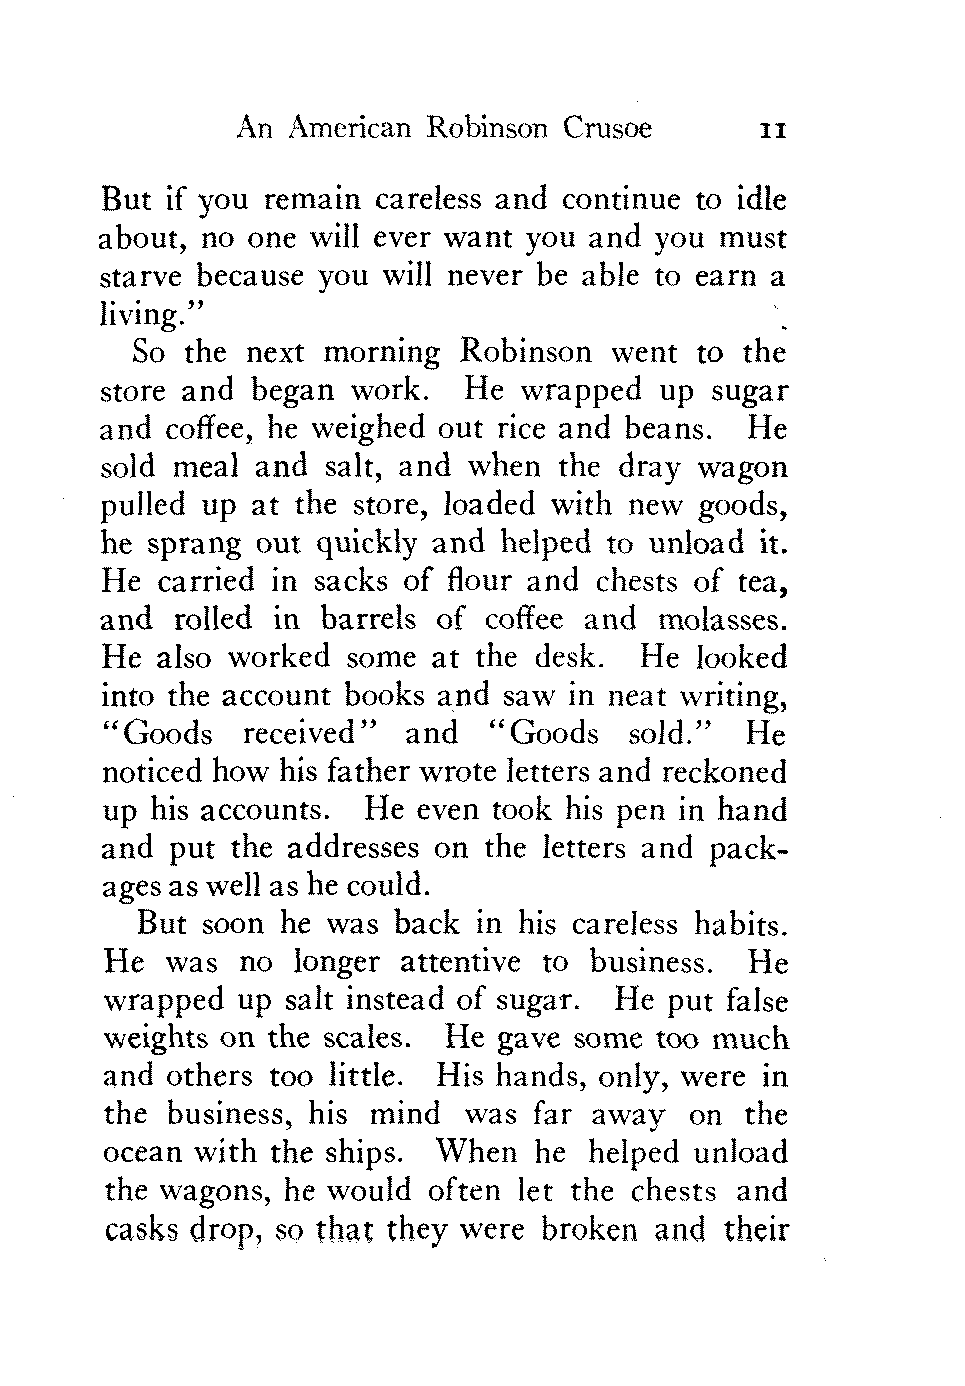 An American Robinson Crusoe 11
But if you remain careless and continue to idle
about, no one will ever want you and you must
starve because you will never be able to earn a
living."
So the next morning Robinson went to the
store and began work. He wrapped up sugar
and coffee, he weighed out rice and beans. He
sold meal and salt, and when the dray wagon
pulled up at the store, loaded with new goods,
he sprang out quickly and helped to unload it.
He carried in sacks of flour and chests of tea,
and rolled in barrels of coffee and molasses.
He also worked some at the desk. He looked
into the account books and saw in neat writing,
"Goods received" and "Goods sold." He
noticed how his father wrote letters and reckoned
up his accounts. He even took his pen in hand
and put the addresses on the letters and pack-
ages as well as he could.
But soon he was back in his careless habits.
He was no longer attentive to business. He
wrapped up salt instead of sugar. He put false
weights on the scales. He gave some too much
and others too little. His hands, only, were in
the business, his mind was far away on the
ocean with the ships. When he helped unload
the wagons, he would often let the chests and
casks drop, so that they were broken and their